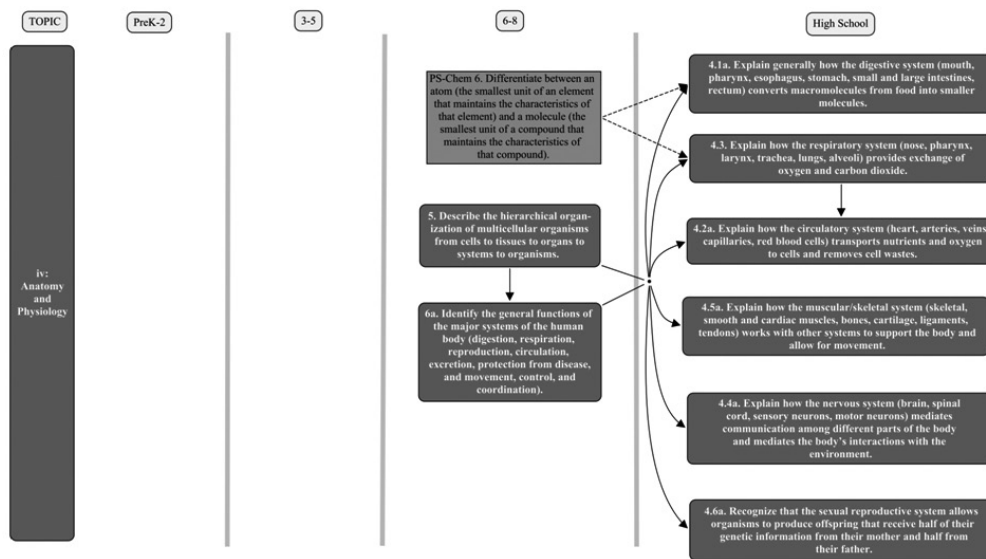 TOPIC
PreK-2
3-5
6-8
High School
iv:
Anatomy
and
Physiology
PS-Chem 6. Differentiate between an
atom (the smallest unit of an element
that maintains the characteristics of
that element) and a molecule (the
smallest unit of a compound that
maintains the characteristics of
that compound).
5. Describe the hierarchical organ-
ization of multicellular organisms
from cells to tissues to organs to
systems to organisms.
6a. Identify the general functions of
the major systems of the human
body (digestion, respiration,
reproduction, circulation,
excretion, protection from disease,
and movement, control, and
coordination).
4.1a. Explain generally how the digestive system (mouth,
pharynx, esophagus, stomach, small and large intestines,
rectum) converts macromolecules from food into smaller
molecules.
4.3. Explain how the respiratory system (nose, pharynx,
larynx, trachea, lungs, alveoli) provides exchange of
oxygen and carbon dioxide.
4.2a. Explain how the circulatory system (heart, arteries, veins,
capillaries, red blood cells) transports nutrients and oxygen
to cells and removes cell wastes.
4.5a. Explain how the muscular/skeletal system (skeletal,
smooth and cardiac muscles, bones, cartilage, ligaments,
tendons) works with other systems to support the body and
allow for movement.
4.4a. Explain how the nervous system (brain, spinal
cord, sensory neurons, motor neurons) mediates
communication among different parts of the body
and mediates the body's interactions with the
environment.
4.6a. Recognize that the sexual reproductive system allows
organisms to produce offspring that receive half of their
genetic information from their mother and half from
their father.